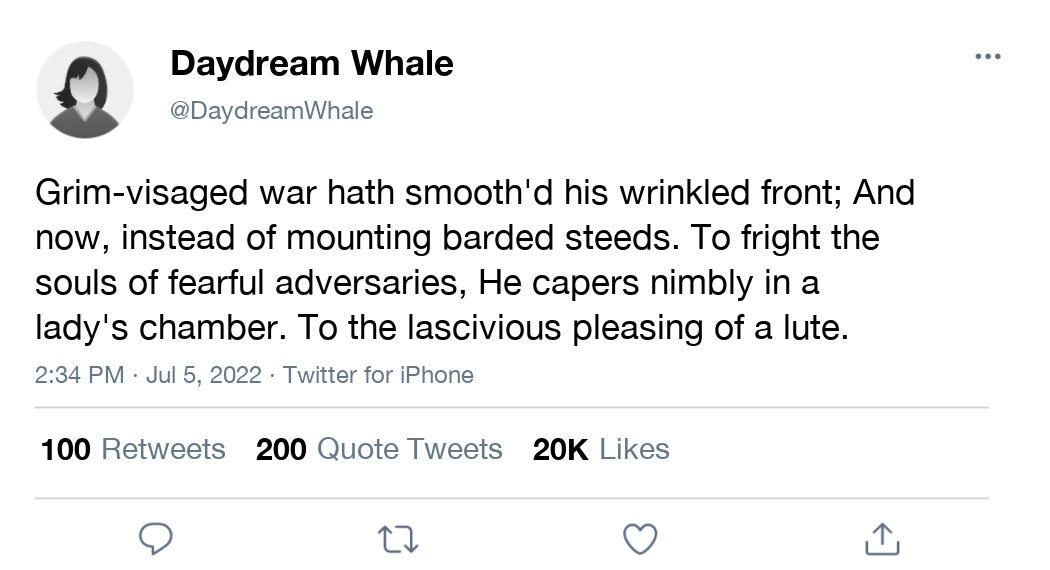 Daydream Whale
@DaydreamWhale
Grim-visaged war hath smooth'd his wrinkled front; And
now, instead of mounting barded steeds. To fright the
souls of fearful adversaries, He capers nimbly in a
lady's chamber. To the lascivious pleasing of a lute.
2:34 PM · Jul 5, 2022 · Twitter for iPhone
100 Retweets 200 Quote Tweets 20K Likes